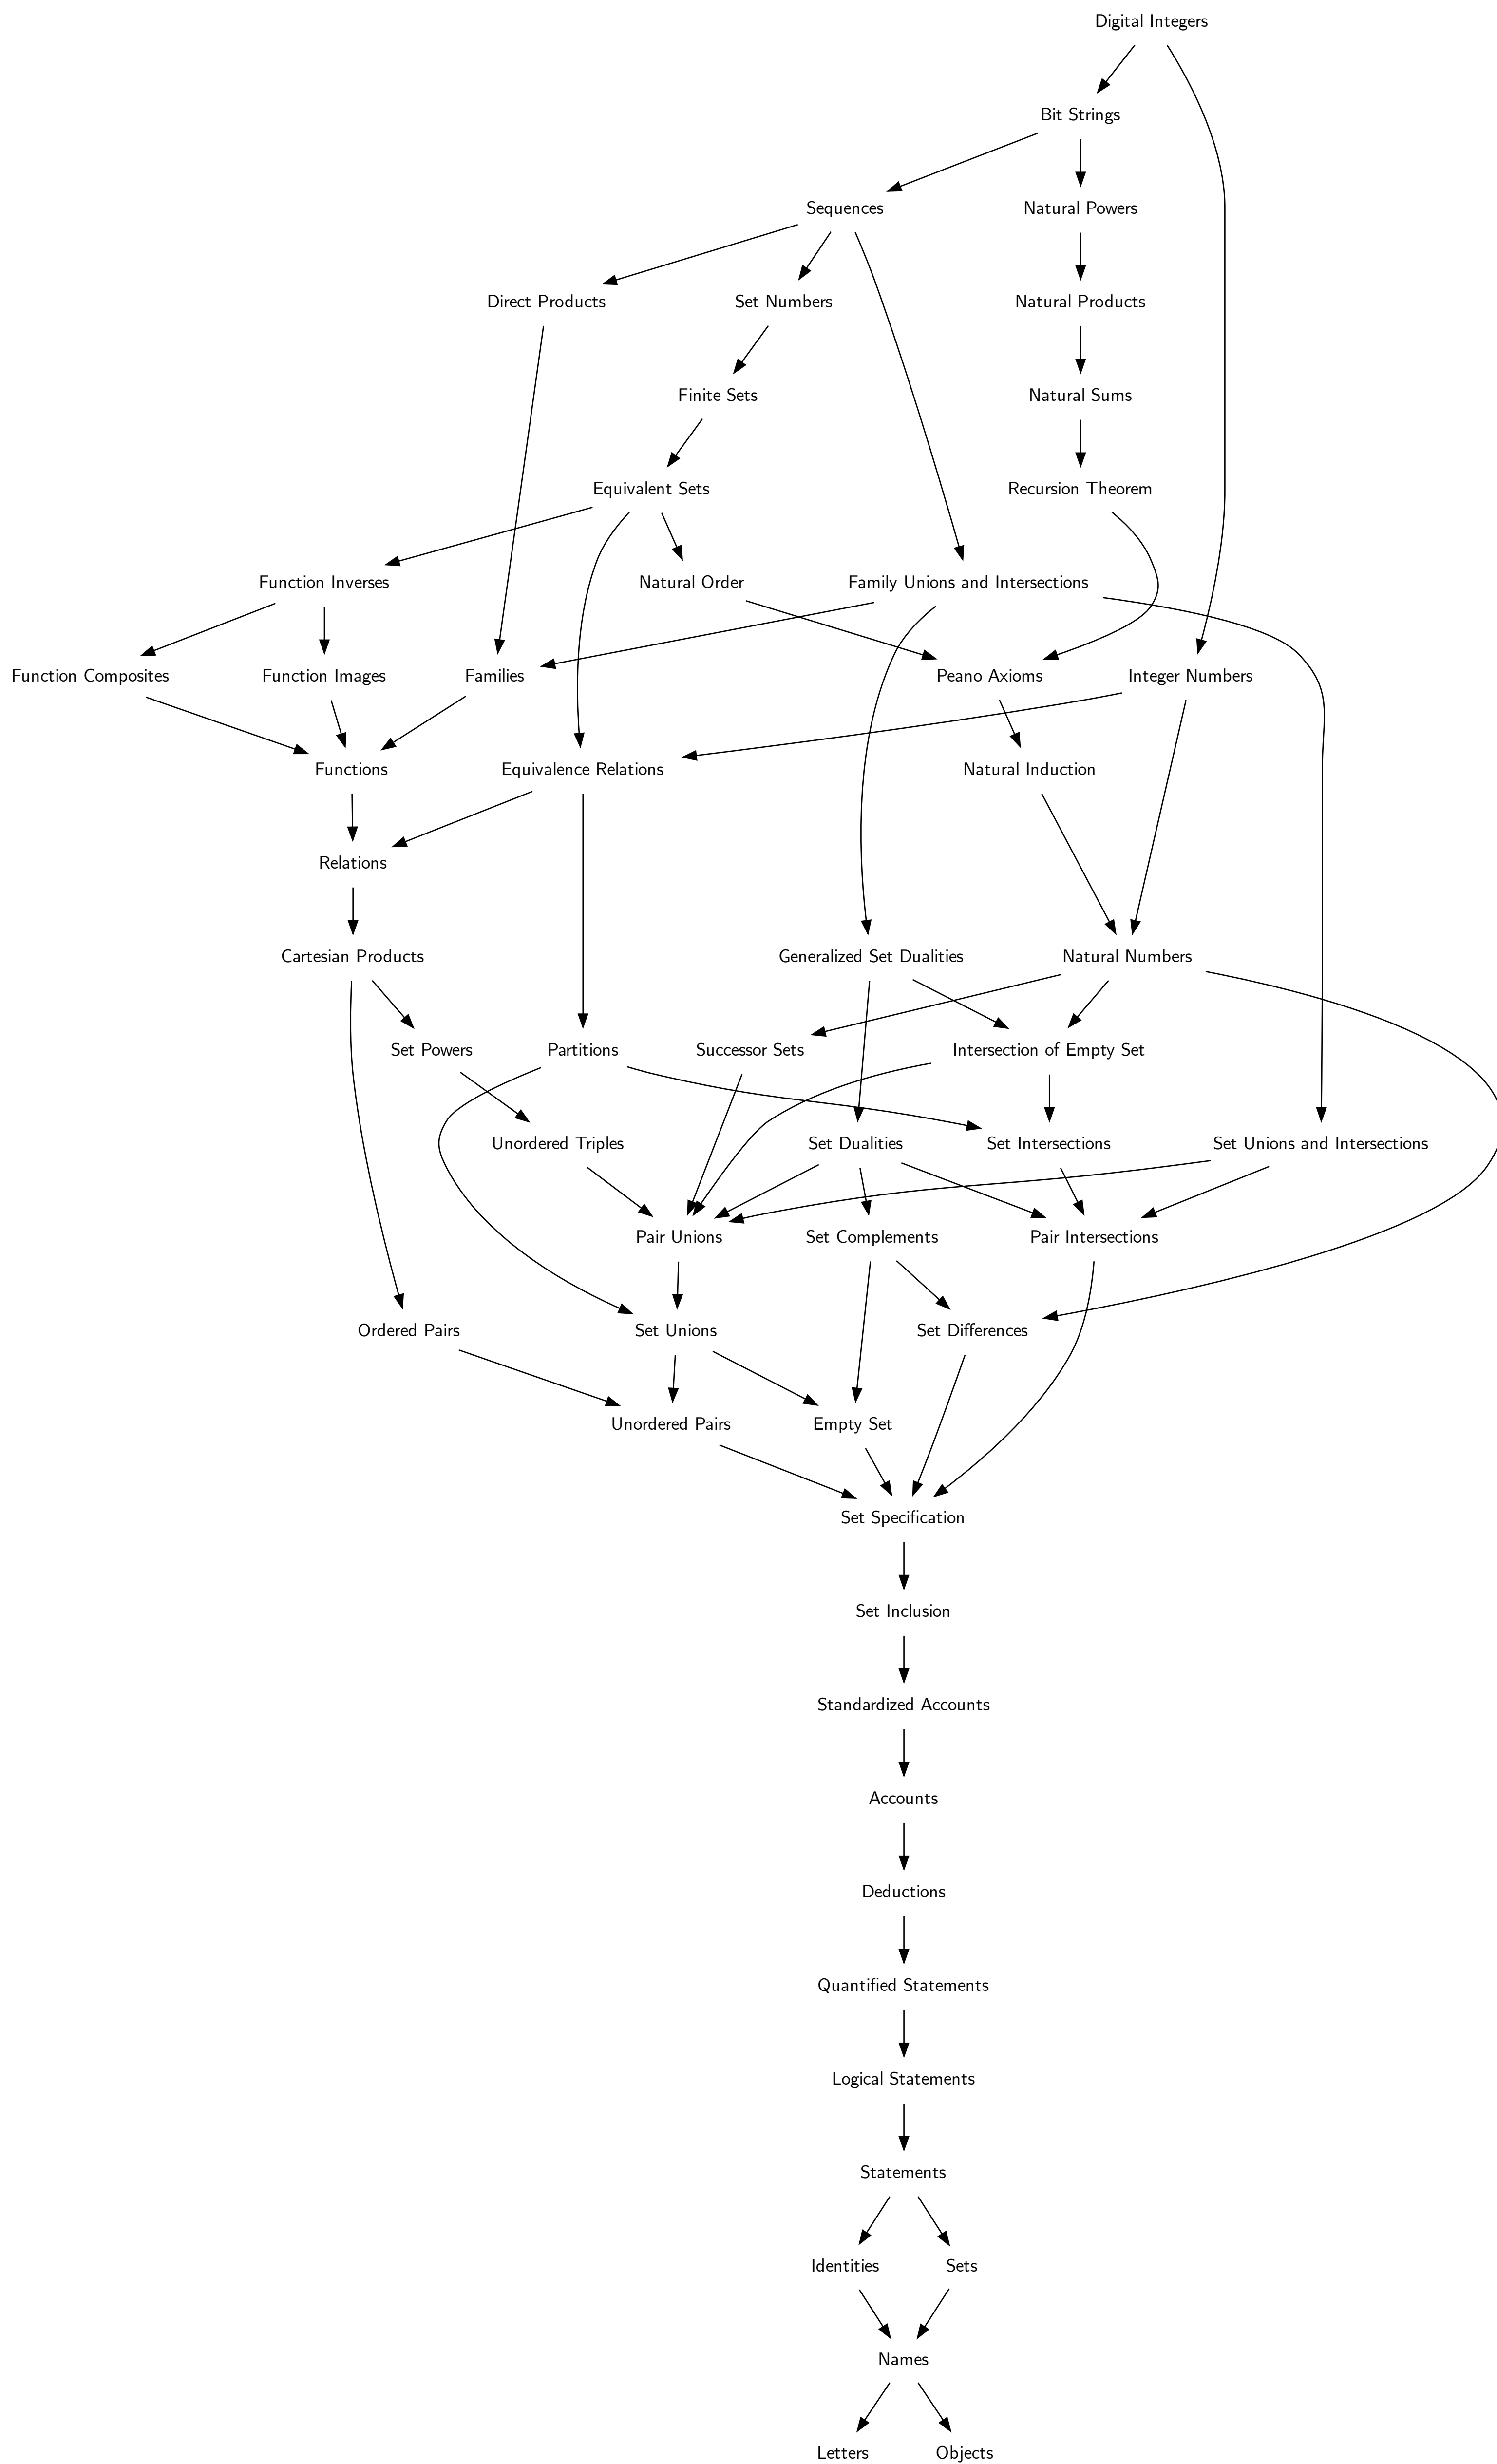 Digital Integers
Bit Strings
Sequences
Natural Powers
Direct Products
Set Numbers
Natural Products
Finite Sets
Natural Sums
Equivalent Sets
Recursion Theorem
Function Inverses
Natural Order
Family Unions and Intersections
Function Composites
Function Images
Families
Peano Axioms
Integer Numbers
Functions
Equivalence Relations
Natural Induction
Relations
Cartesian Products
Generalized Set Dualities
Natural Numbers
Set Powers
Partitions
Successor Sets
Intersection of Empty Set
Unordered Triples
Set Dualities
Set Intersections
Set Unions and Intersections
Pair Unions
Set Complements
Pair Intersections
Ordered Pairs
Set Unions
Set Differences
Unordered Pairs
Empty Set
Set Specification
Set Inclusion
Standardized Accounts
Accounts
Deductions
Quantified Statements
Logical Statements
Statements
Identities
Sets
Names
Letters
Objects